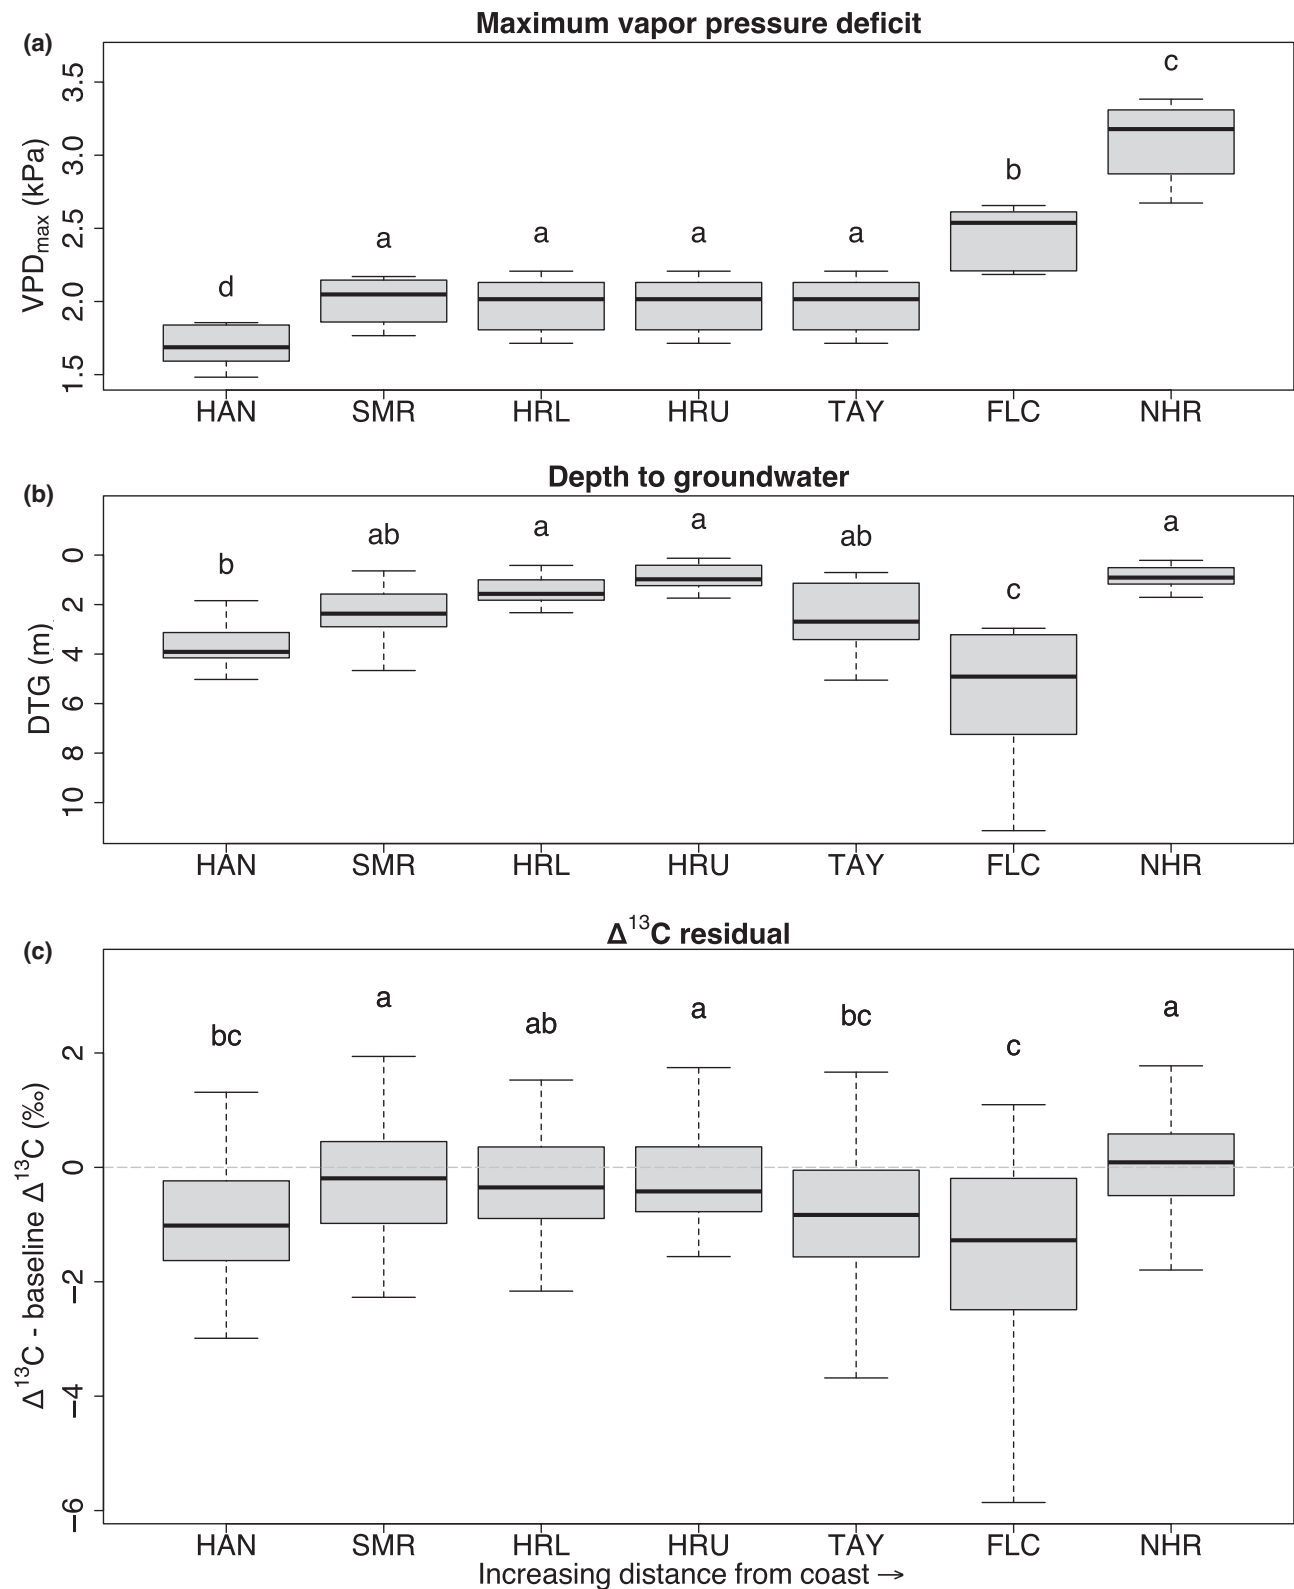 (a)
Maximum vapor pressure deficit
VPDmax (kPa)
3.5
3.0
2.5
2.0
1.5
d
a
a
a
a
b
c
HAN SMR HRL HRU TAY FLC NHR
(b)
Depth to groundwater
DTG (m)
0
2
4
6
8
10
b
ab
a
a
ab
c
a
HAN SMR HRL HRU TAY FLC NHR
(c)
Δ¹³C residual
Δ¹³C - baseline Δ¹³C (‰)
2
0
−2
−4
−6
bc
a
ab
a
bc
c
a
HAN SMR HRL HRU TAY FLC NHR
Increasing distance from coast →